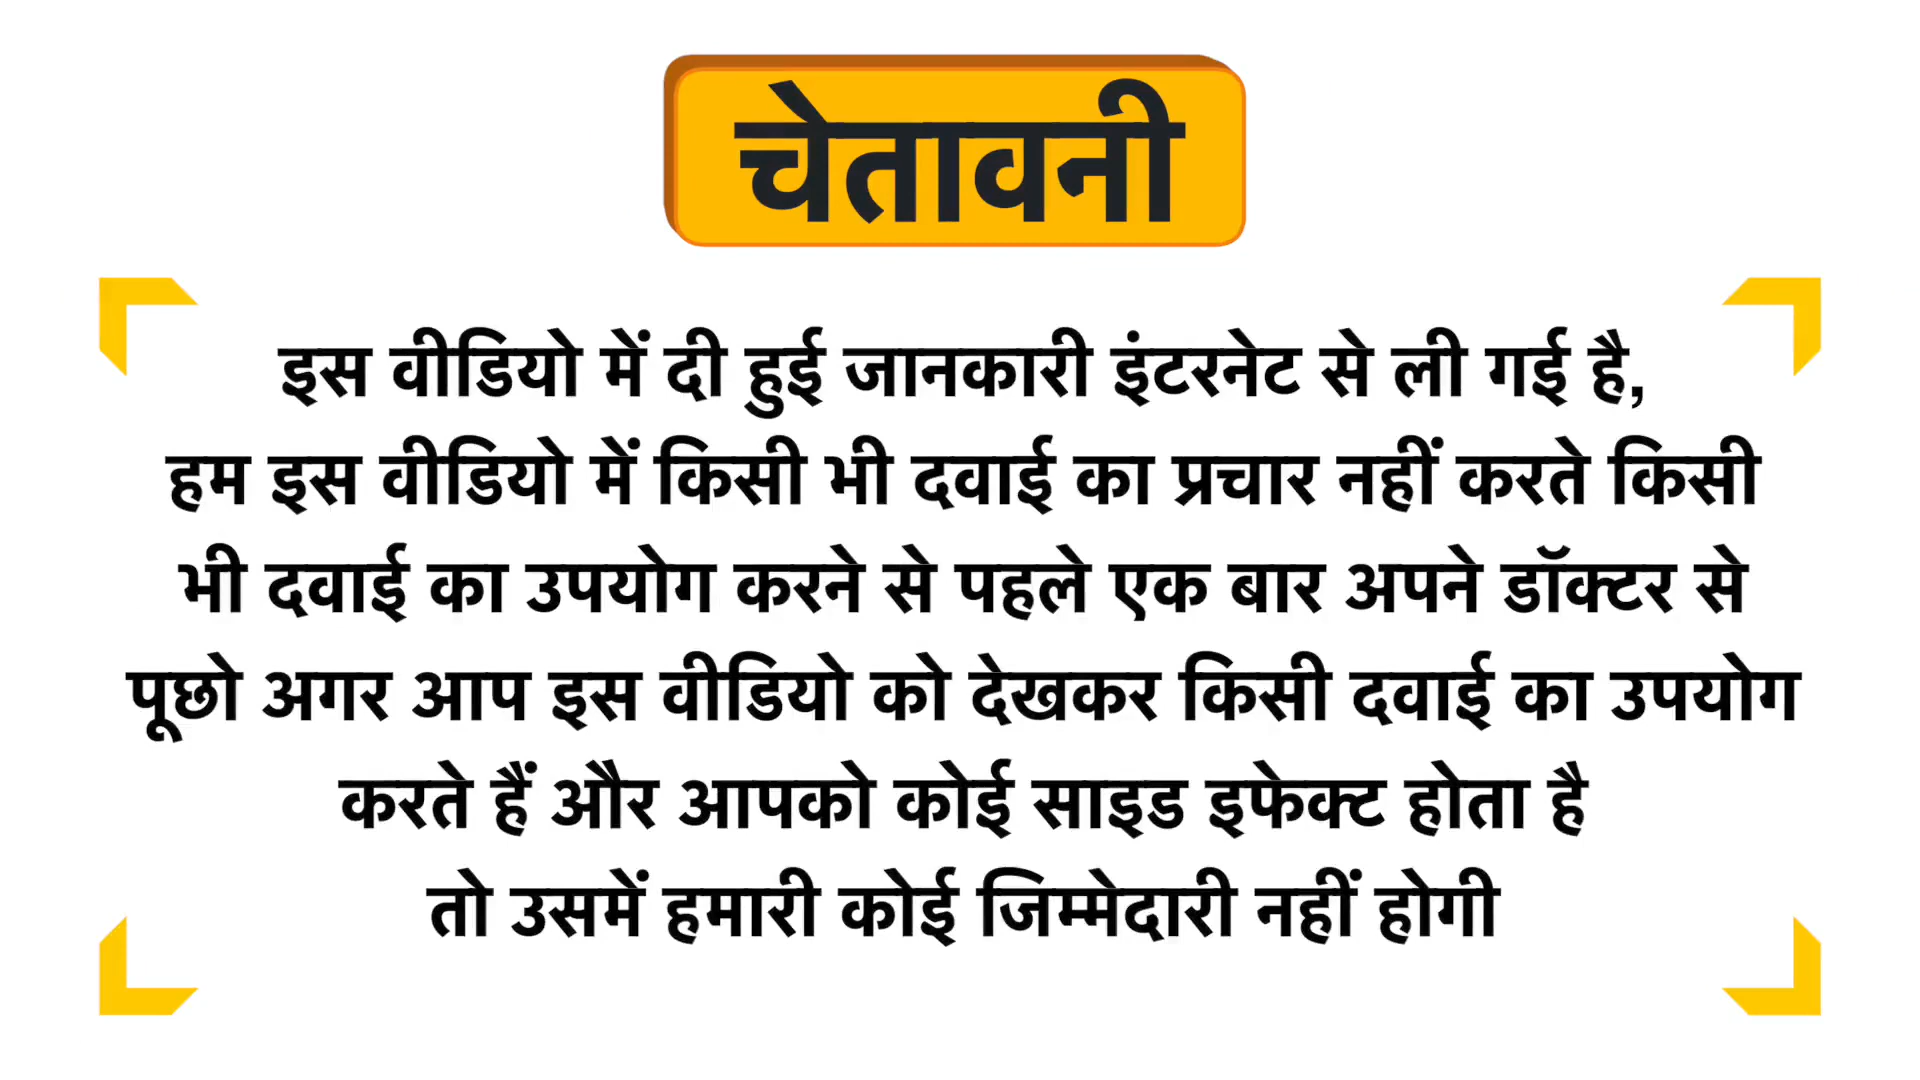 चेतावनी
इस वीडियो में दी हुई जानकारी इंटरनेट से ली गई है,
हम इस वीडियो में किसी भी दवाई का प्रचार नहीं करते किसी
भी दवाई का उपयोग करने से पहले एक बार अपने डॉक्टर से
पूछो अगर आप इस वीडियो को देखकर किसी दवाई का उपयोग
करते हैं और आपको कोई साइड इफेक्ट होता है
तो उसमें हमारी कोई जिम्मेदारी नहीं होगी